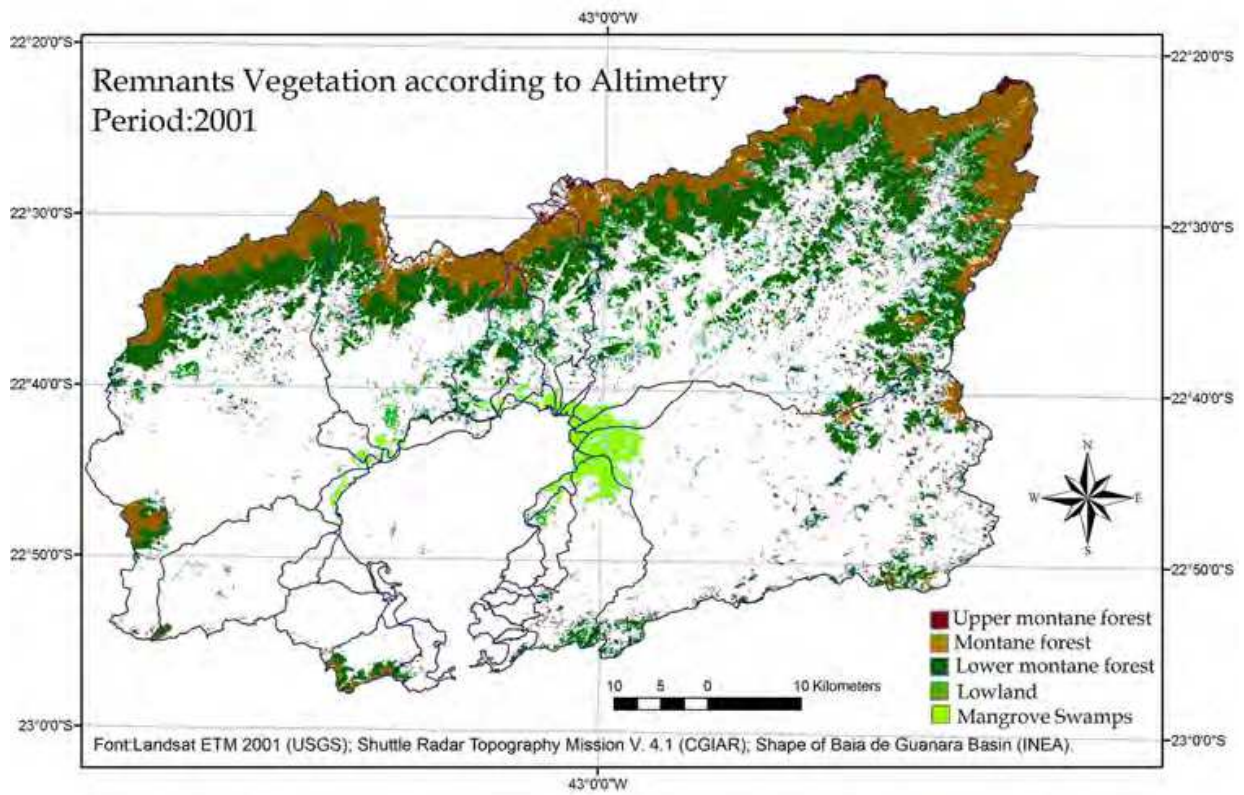 43°0'0"W
22°20'0"S
22°20'0"S
Remnants Vegetation according to Altimetry
Period:2001
22°30'0"S
22°30'0"S
22°40'0"S
22°40'0"S
N
W
E
S
22°50'0"S
22°50'0"S
Upper montane forest
Montane forest
Lower montane forest
Lowland
Mangrove Swamps
10 5 0 10 Kilometers
23°0'0"S
23°0'0"S
Font:Landsat ETM 2001 (USGS); Shuttle Radar Topography Mission V. 4.1 (CGIAR); Shape of Baia de Guanara Basin (INEA).
43°0'0"W